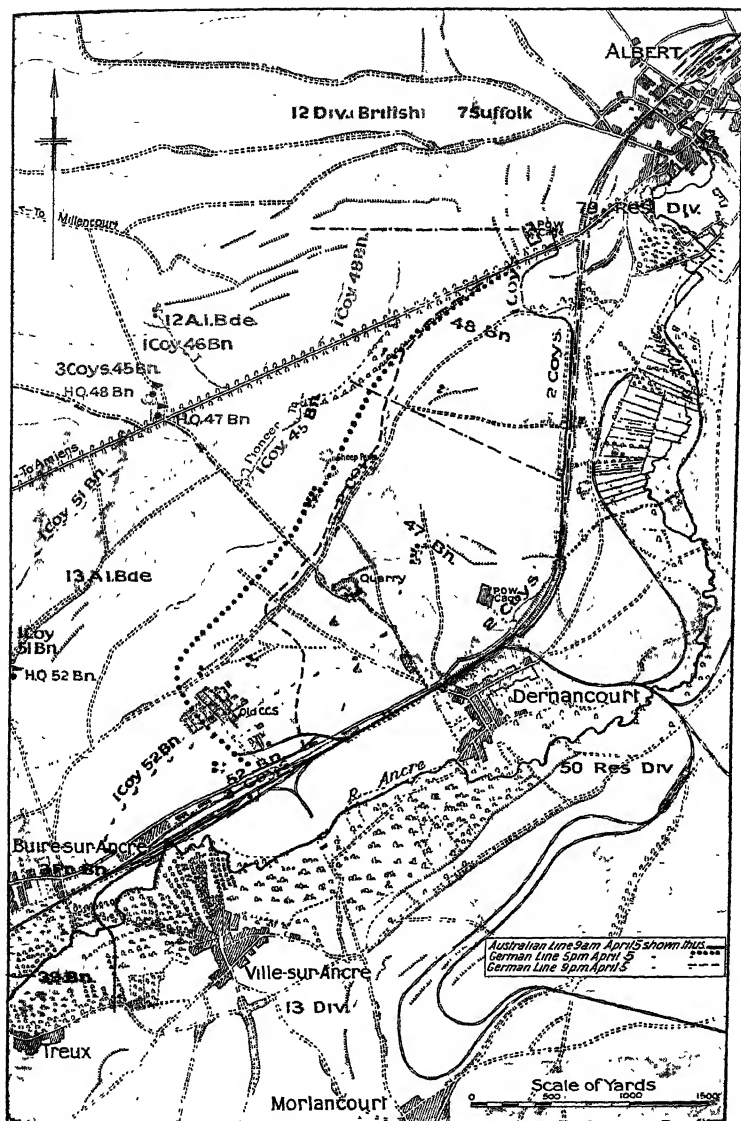 ALBERT
12 Div. British 7 Suffolk
To Millencourt
79 Res Div.
P.O.W Cage
1 Coy 48 Bn.
1 Coy
12 A.I. Bde.
1 Coy 46 Bn
48 Bn
3 Coys. 45 Bn.
H.Q. 48 Bn
H.Q. 47 Bn
2 Coys.
Pioneer
1 Coy 45 Bn
To Amiens
1 Coy 51 Bn.
47 Bn.
13 A.I. Bde
Quarry
P.O.W Cage
2 Coys.
1 Coy
51 Bn.
H.Q. 52 Bn.
Dernancourt
Old C.C.S
1 Coy 52 Bn.
52 Bn
R. Ancre
50 Res Div
Buire-sur-Ancre
Australian Line 9am April 5 shown thus
German Line 5pm April 5 "
German Line 9pm April 5 "
Ville-sur-Ancre
13 Div.
Treux
Morlancourt
Scale of Yards
0 500 1000 1500